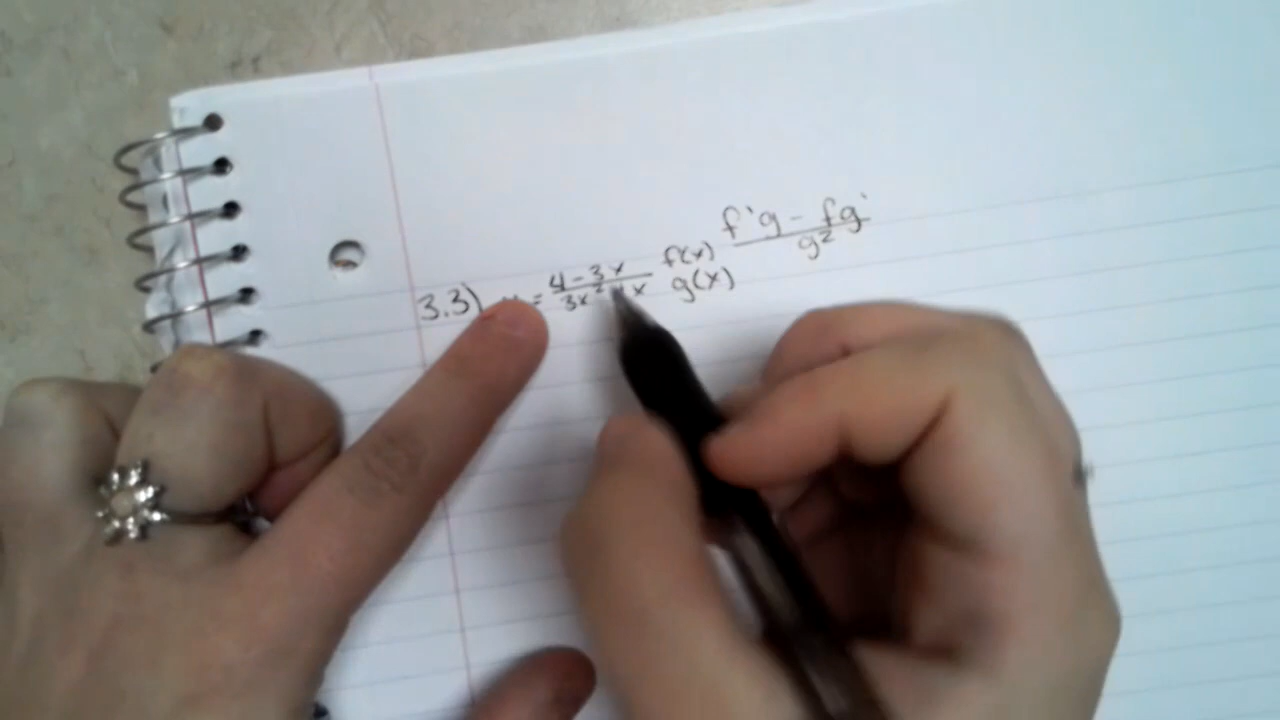 f'g - fg'
g²
3.3) = 4 - 3x f(x)
3x² x g(x)